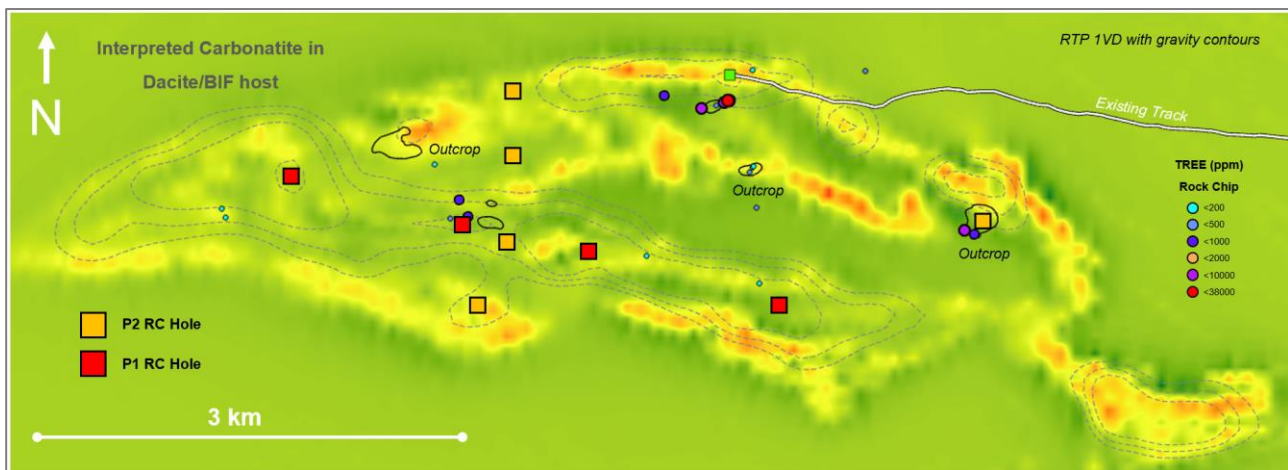 Interpreted Carbonatite in
Dacite/BIF host
RTP 1VD with gravity contours
N
Existing Track
Outcrop
Outcrop
Outcrop
TREE (ppm)
Rock Chip
<200
<500
<1000
<2000
<10000
<38000
P2 RC Hole
P1 RC Hole
3 km